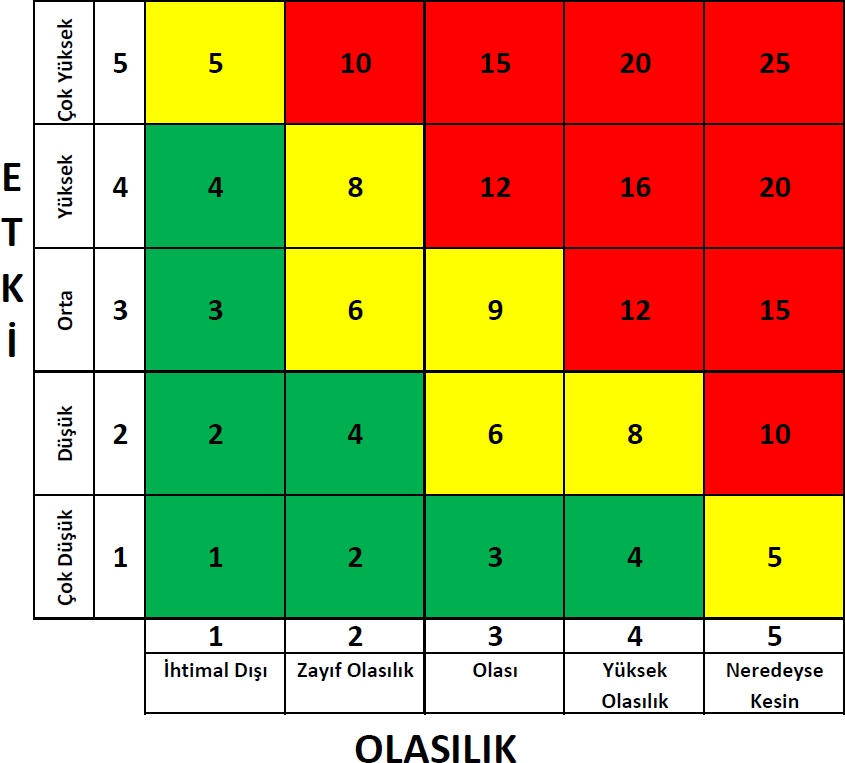 ETKİ
Çok Yüksek 5 5 10 15 20 25
Yüksek 4 4 8 12 16 20
Orta 3 3 6 9 12 15
Düşük 2 2 4 6 8 10
Çok Düşük 1 1 2 3 4 5
1 2 3 4 5
İhtimal Dışı Zayıf Olasılık Olası Yüksek Neredeyse
Olasılık Kesin
OLASILIK